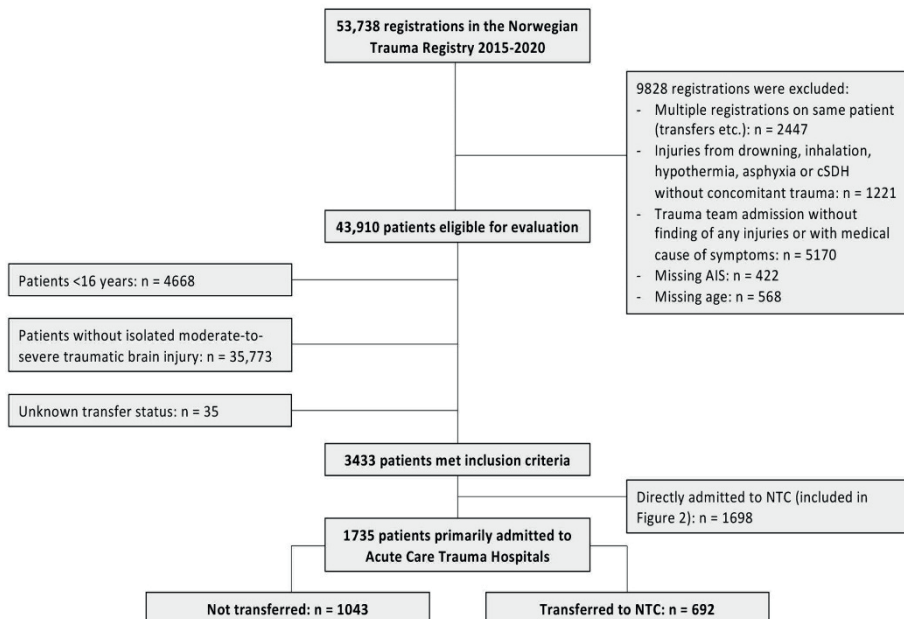 53,738 registrations in the Norwegian
Trauma Registry 2015-2020
9828 registrations were excluded:
- Multiple registrations on same patient
(transfers etc.): n = 2447
- Injuries from drowning, inhalation,
hypothermia, asphyxia or cSDH
without concomitant trauma: n = 1221
- Trauma team admission without
finding of any injuries or with medical
cause of symptoms: n = 5170
- Missing AIS: n = 422
- Missing age: n = 568
43,910 patients eligible for evaluation
Patients <16 years: n = 4668
Patients without isolated moderate-to-
severe traumatic brain injury: n = 35,773
Unknown transfer status: n = 35
3433 patients met inclusion criteria
Directly admitted to NTC (included in
Figure 2): n = 1698
1735 patients primarily admitted to
Acute Care Trauma Hospitals
Not transferred: n = 1043
Transferred to NTC: n = 692